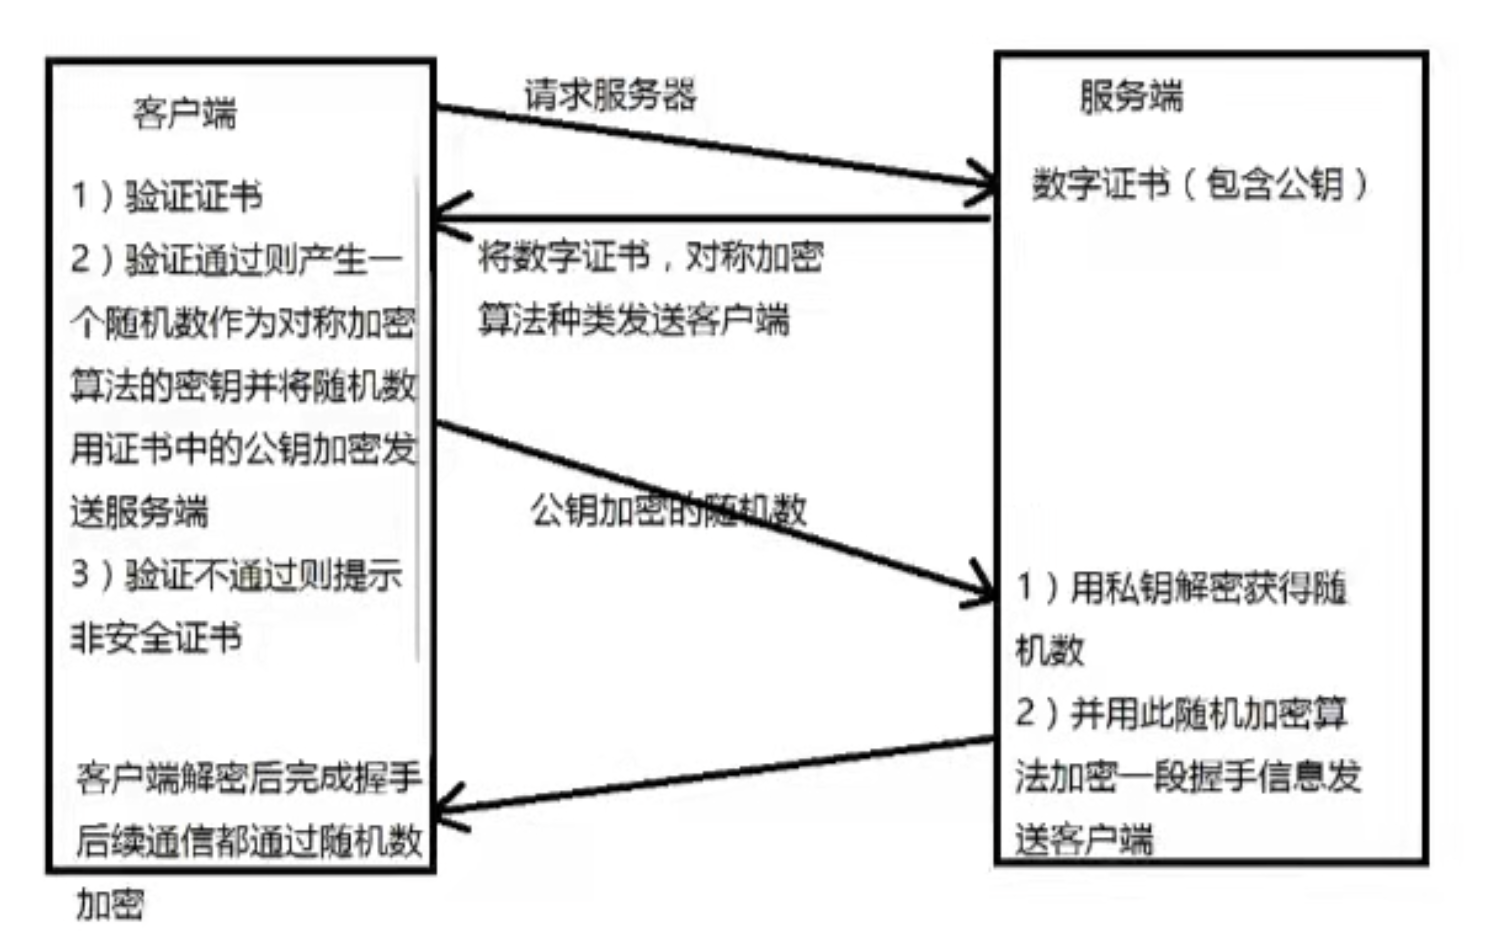 客户端
1）验证证书
2）验证通过则产生一
个随机数作为对称加密
算法的密钥并将随机数
用证书中的公钥加密发
送服务端
3）验证不通过则提示
非安全证书
客户端解密后完成握手
后续通信都通过随机数
加密
请求服务器
将数字证书，对称加密
算法种类发送客户端
公钥加密的随机数
服务端
数字证书（包含公钥）
1）用私钥解密获得随
机数
2）并用此随机加密算
法加密一段握手信息发
送客户端